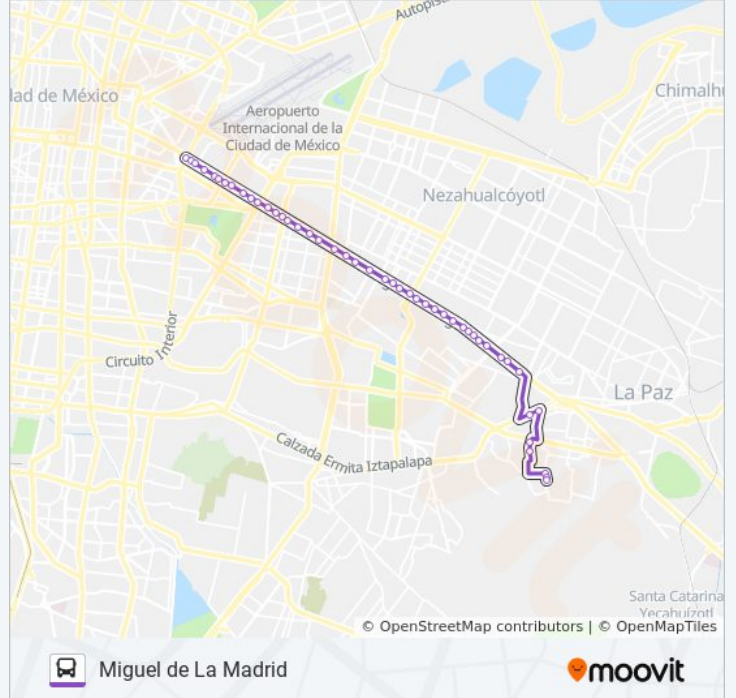 Autopis
lad de México
Chimalhu
Aeropuerto
Internacional de la
Ciudad de México
Nezahualcóyotl
Circuito Interior
La Paz
Calzada Ermita Iztapalapa
Santa Catarina
Yecahuízotl
© OpenStreetMap contributors | © OpenMapTiles
Miguel de La Madrid
moovit